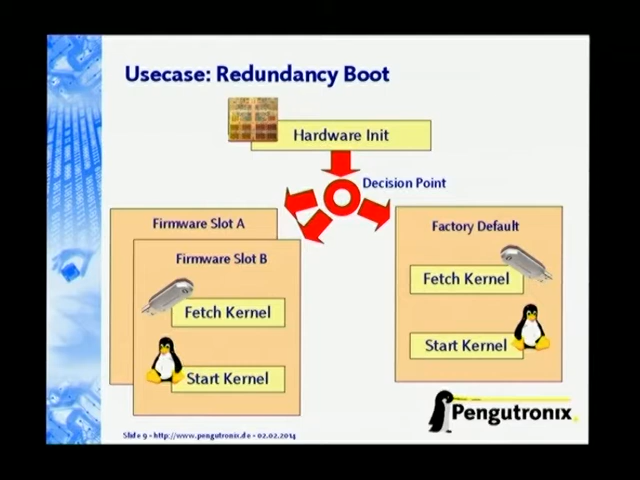 Usecase: Redundancy Boot
Hardware Init
Decision Point
Firmware Slot A
Firmware Slot B
Fetch Kernel
Start Kernel
Factory Default
Fetch Kernel
Start Kernel
Pengutronix
Slide 9 - http://www.pengutronix.de - 02.02.2014